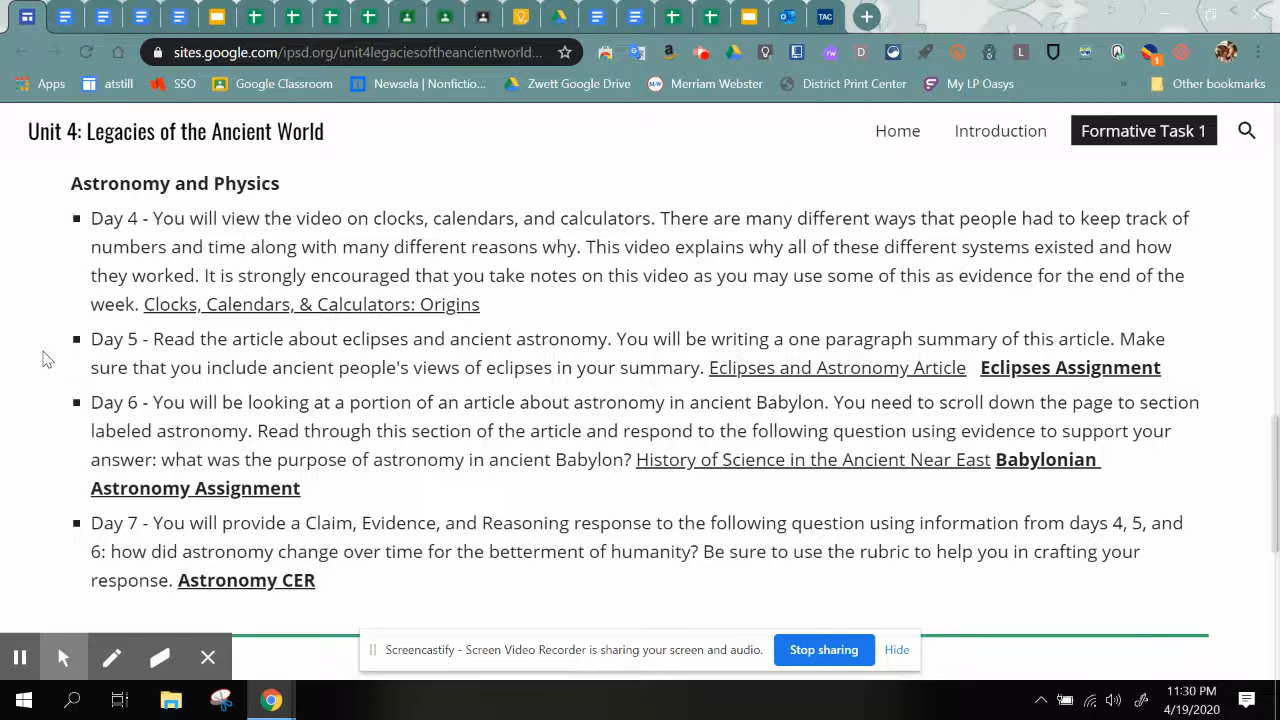 TAC
sites.google.com/ipsd.org/unit4legaciesoftheancientworld...
Apps atstill SSO Google Classroom Newsela | Nonfictio... Zwett Google Drive Merriam Webster District Print Center My LP Oasys » Other bookmarks
Unit 4: Legacies of the Ancient World Home Introduction Formative Task 1
Astronomy and Physics
Day 4 - You will view the video on clocks, calendars, and calculators. There are many different ways that people had to keep track of
numbers and time along with many different reasons why. This video explains why all of these different systems existed and how
they worked. It is strongly encouraged that you take notes on this video as you may use some of this as evidence for the end of the
week. Clocks, Calendars, & Calculators: Origins
Day 5 - Read the article about eclipses and ancient astronomy. You will be writing a one paragraph summary of this article. Make
sure that you include ancient people's views of eclipses in your summary. Eclipses and Astronomy Article Eclipses Assignment
Day 6 - You will be looking at a portion of an article about astronomy in ancient Babylon. You need to scroll down the page to section
labeled astronomy. Read through this section of the article and respond to the following question using evidence to support your
answer: what was the purpose of astronomy in ancient Babylon? History of Science in the Ancient Near East Babylonian
Astronomy Assignment
Day 7 - You will provide a Claim, Evidence, and Reasoning response to the following question using information from days 4, 5, and
6: how did astronomy change over time for the betterment of humanity? Be sure to use the rubric to help you in crafting your
response. Astronomy CER
Screencastify - Screen Video Recorder is sharing your screen and audio. Stop sharing Hide
11:30 PM
4/19/2020